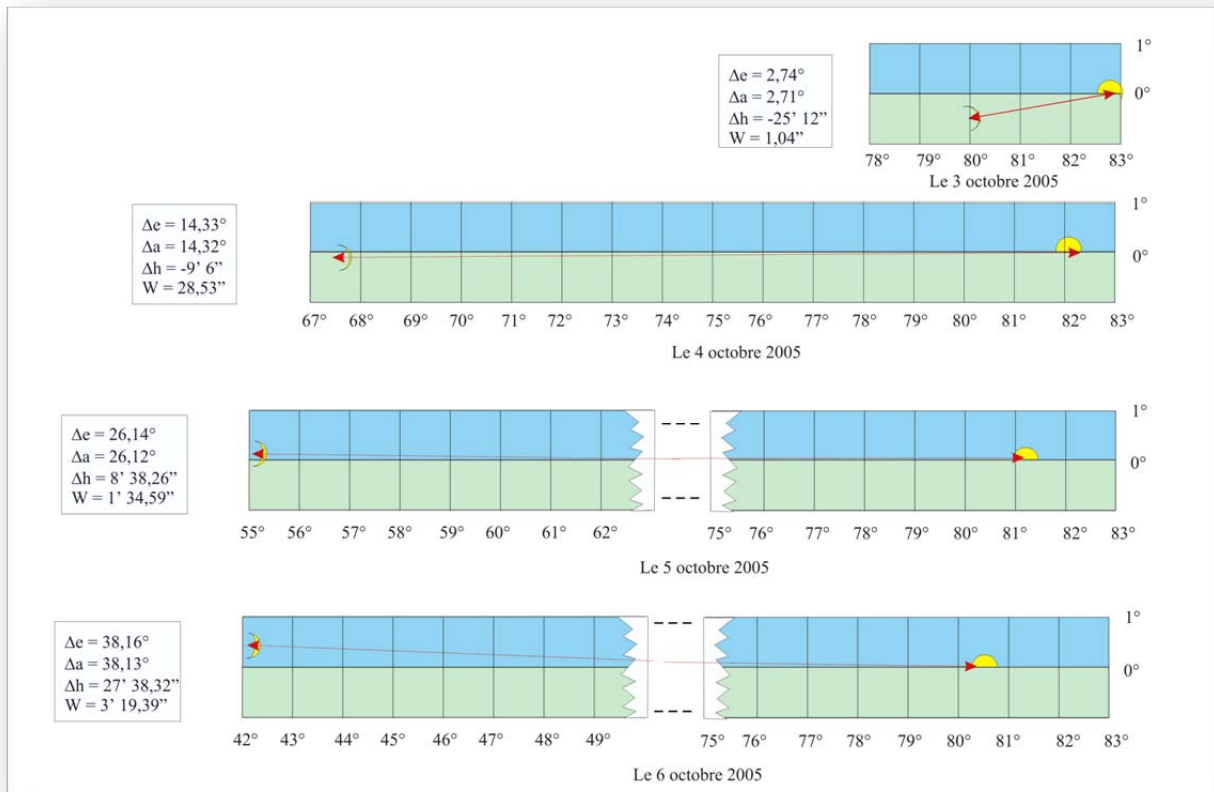 1°
Δe = 2,74°
Δa = 2,71°
Δh = -25’ 12”
W = 1,04”
0°
78° 79° 80° 81° 82° 83°
Le 3 octobre 2005
1°
Δe = 14,33°
Δa = 14,32°
Δh = -9’ 6”
W = 28,53”
0°
67° 68° 69° 70° 71° 72° 73° 74° 75° 76° 77° 78° 79° 80° 81° 82° 83°
Le 4 octobre 2005
1°
Δe = 26,14°
Δa = 26,12°
Δh = 8’ 38,26”
W = 1’ 34,59”
0°
55° 56° 57° 58° 59° 60° 61° 62° 75° 76° 77° 78° 79° 80° 81° 82° 83°
Le 5 octobre 2005
1°
Δe = 38,16°
Δa = 38,13°
Δh = 27’ 38,32”
W = 3’ 19,39”
0°
42° 43° 44° 45° 46° 47° 48° 49° 75° 76° 77° 78° 79° 80° 81° 82° 83°
Le 6 octobre 2005